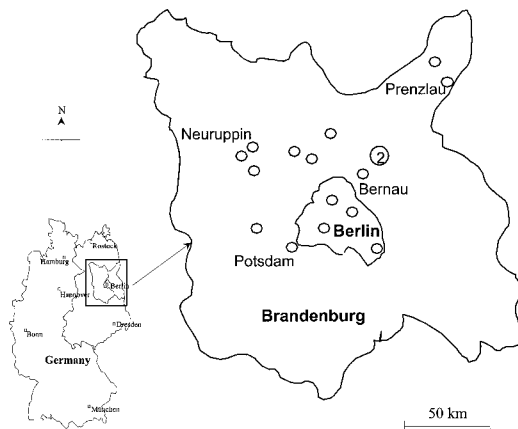 Prenzlau
N
Neuruppin
2
Bernau
Berlin
Potsdam
Brandenburg
Rostock
Hamburg
Berlin
Hannover
Dresden
Bonn
Germany
München
50 km